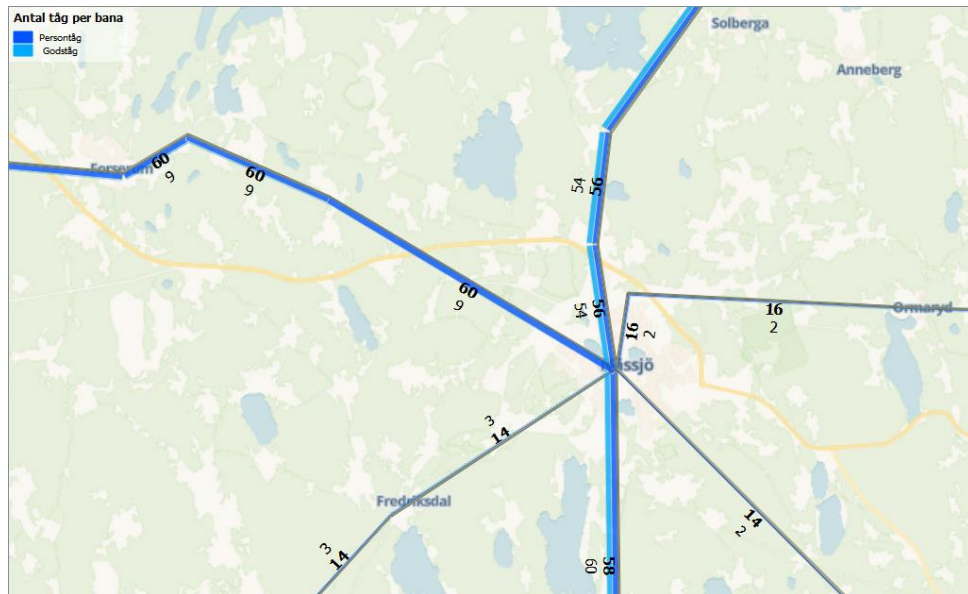 Antal tåg per bana
Persontåg
Godståg
Solberga
Anneberg
Forserum
60
9
60
9
54
56
60
9
54
56
16
2
16
2
Ormaryd
Nässjö
3
14
Fredriksdal
14
2
3
14
60
58